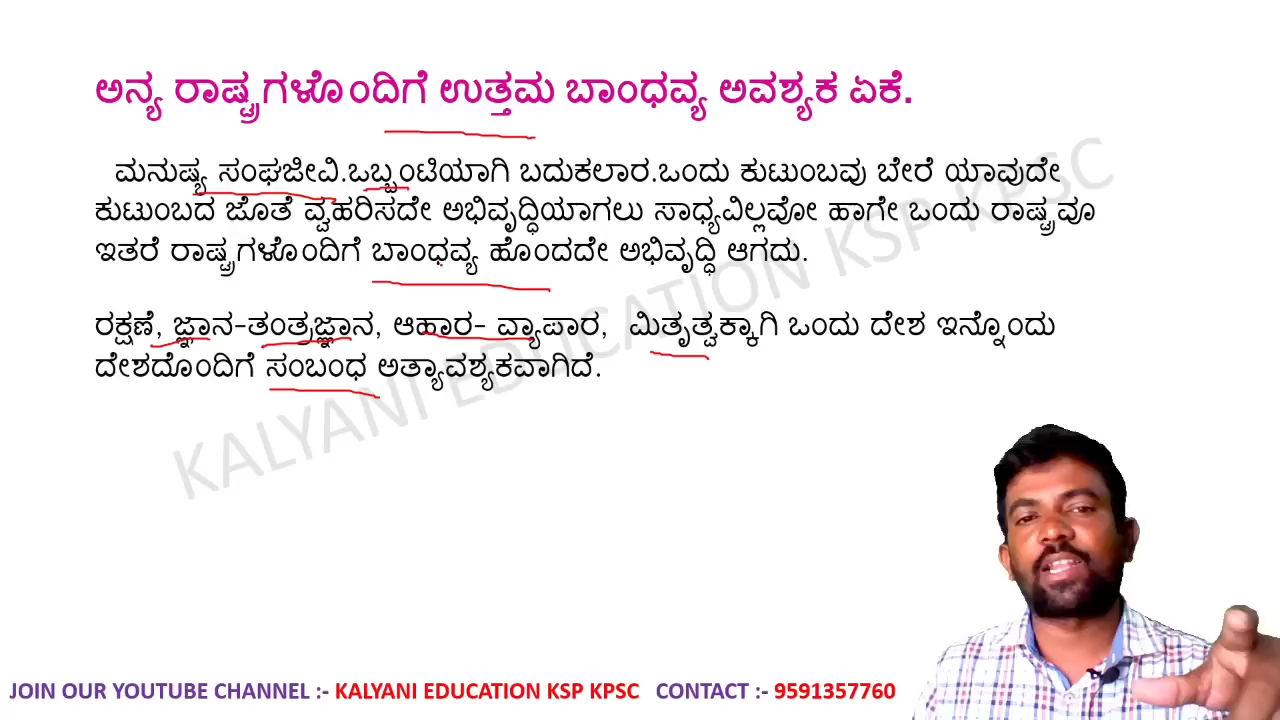 ಅನ್ಯ ರಾಷ್ಟ್ರಗಳೊಂದಿಗೆ ಉತ್ತಮ ಬಾಂಧವ್ಯ ಅವಶ್ಯಕ ಏಕೆ.
ಮನುಷ್ಯ ಸಂಘಜೀವಿ.ಒಬ್ಬಂಟಿಯಾಗಿ ಬದುಕಲಾರ.ಒಂದು ಕುಟುಂಬವು ಬೇರೆ ಯಾವುದೇ
ಕುಟುಂಬದ ಜೊತೆ ವ್ವಹರಿಸದೇ ಅಭಿವೃದ್ಧಿಯಾಗಲು ಸಾಧ್ಯವಿಲ್ಲವೋ ಹಾಗೇ ಒಂದು ರಾಷ್ಟ್ರವೂ
ಇತರೆ ರಾಷ್ಟ್ರಗಳೊಂದಿಗೆ ಬಾಂಧವ್ಯ ಹೊಂದದೇ ಅಭಿವೃದ್ಧಿ ಆಗದು.
ರಕ್ಷಣೆ, ಜ್ಞಾನ-ತಂತ್ರಜ್ಞಾನ, ಆಹಾರ- ವ್ಯಾಪಾರ, ಮಿತೃತ್ವಕ್ಕಾಗಿ ಒಂದು ದೇಶ ಇನ್ನೊಂದು
ದೇಶದೊಂದಿಗೆ ಸಂಬಂಧ ಅತ್ಯಾವಶ್ಯಕವಾಗಿದೆ.
KALYANI EDUCATION KSP KPSC
JOIN OUR YOUTUBE CHANNEL :- KALYANI EDUCATION KSP KPSC CONTACT :- 9591357760